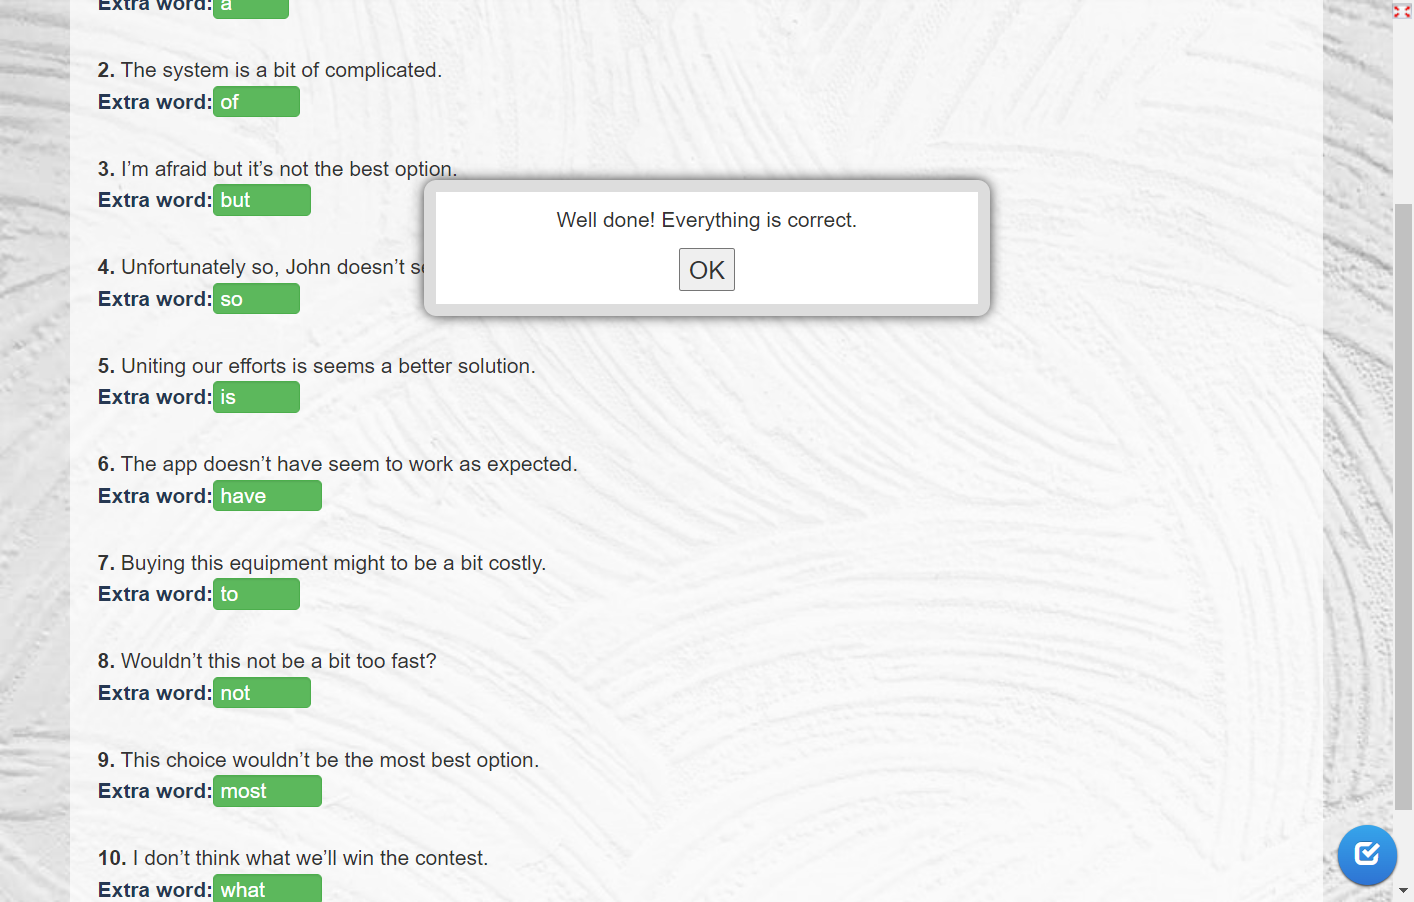 Extra word: a
2. The system is a bit of complicated.
Extra word: of
3. I’m afraid but it’s not the best option.
Extra word: but
Well done! Everything is correct.
OK
4. Unfortunately so, John doesn’t
Extra word: so
5. Uniting our efforts is seems a better solution.
Extra word: is
6. The app doesn’t have seem to work as expected.
Extra word: have
7. Buying this equipment might to be a bit costly.
Extra word: to
8. Wouldn’t this not be a bit too fast?
Extra word: not
9. This choice wouldn’t be the most best option.
Extra word: most
10. I don’t think what we’ll win the contest.
Extra word: what